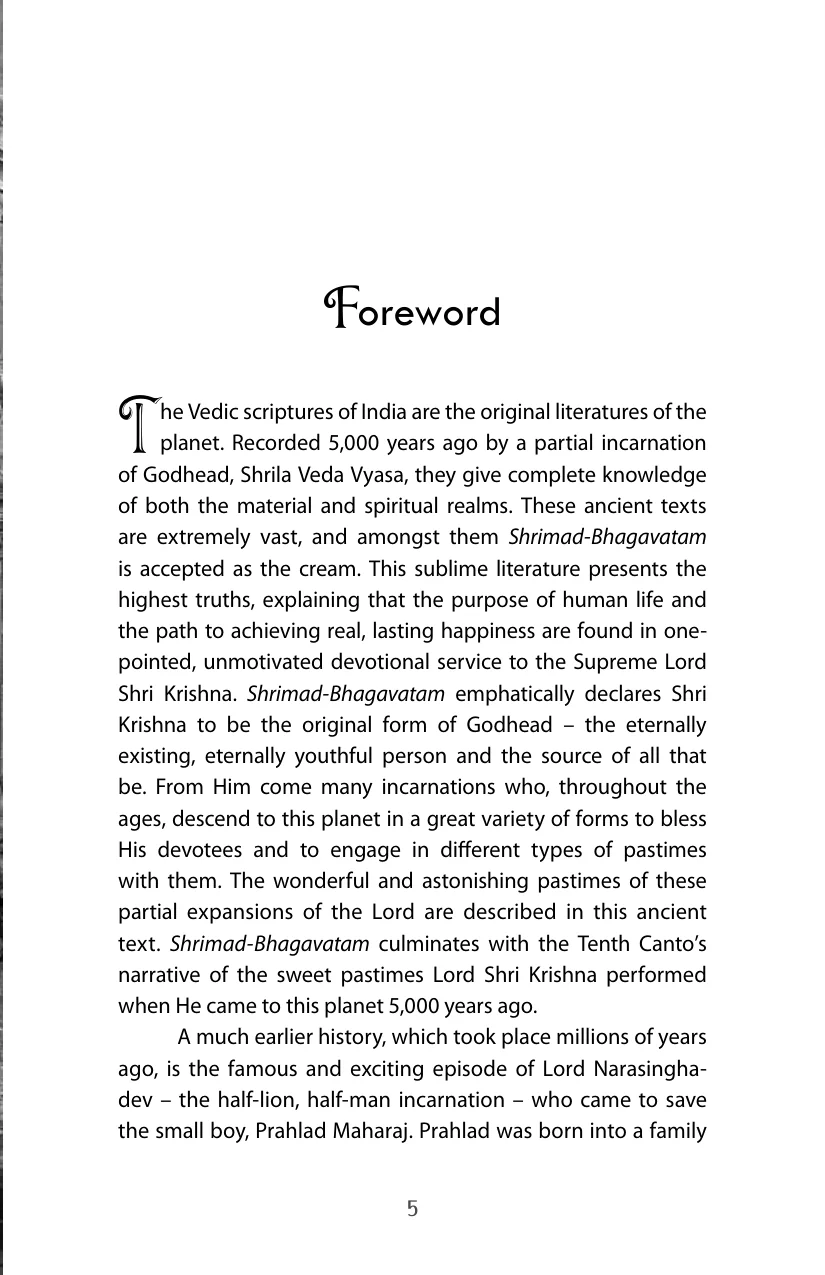 Foreword
The Vedic scriptures of India are the original literatures of the
planet. Recorded 5,000 years ago by a partial incarnation
of Godhead, Shrila Veda Vyasa, they give complete knowledge
of both the material and spiritual realms. These ancient texts
are extremely vast, and amongst them Shrimad-Bhagavatam
is accepted as the cream. This sublime literature presents the
highest truths, explaining that the purpose of human life and
the path to achieving real, lasting happiness are found in one-
pointed, unmotivated devotional service to the Supreme Lord
Shri Krishna. Shrimad-Bhagavatam emphatically declares Shri
Krishna to be the original form of Godhead – the eternally
existing, eternally youthful person and the source of all that
be. From Him come many incarnations who, throughout the
ages, descend to this planet in a great variety of forms to bless
His devotees and to engage in different types of pastimes
with them. The wonderful and astonishing pastimes of these
partial expansions of the Lord are described in this ancient
text. Shrimad-Bhagavatam culminates with the Tenth Canto’s
narrative of the sweet pastimes Lord Shri Krishna performed
when He came to this planet 5,000 years ago.
A much earlier history, which took place millions of years
ago, is the famous and exciting episode of Lord Narasingha-
dev – the half-lion, half-man incarnation – who came to save
the small boy, Prahlad Maharaj. Prahlad was born into a family
5